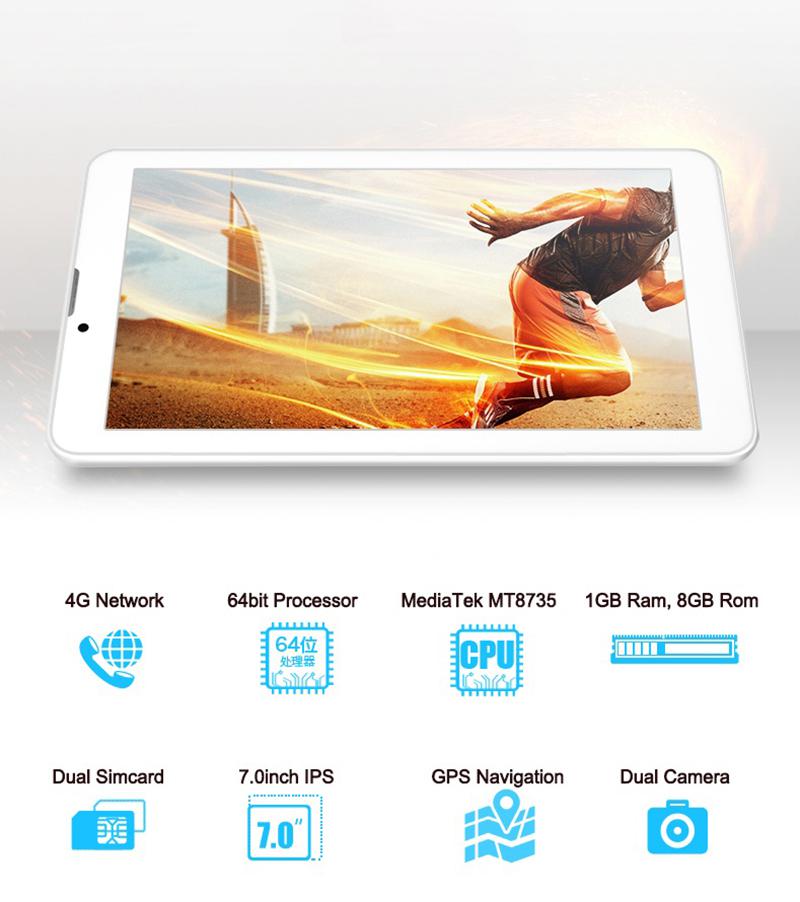 4G Network
64bit Processor
MediaTek MT8735
1GB Ram, 8GB Rom
64位
处理器
CPU
Dual Simcard
7.0inch IPS
GPS Navigation
Dual Camera
7.0"